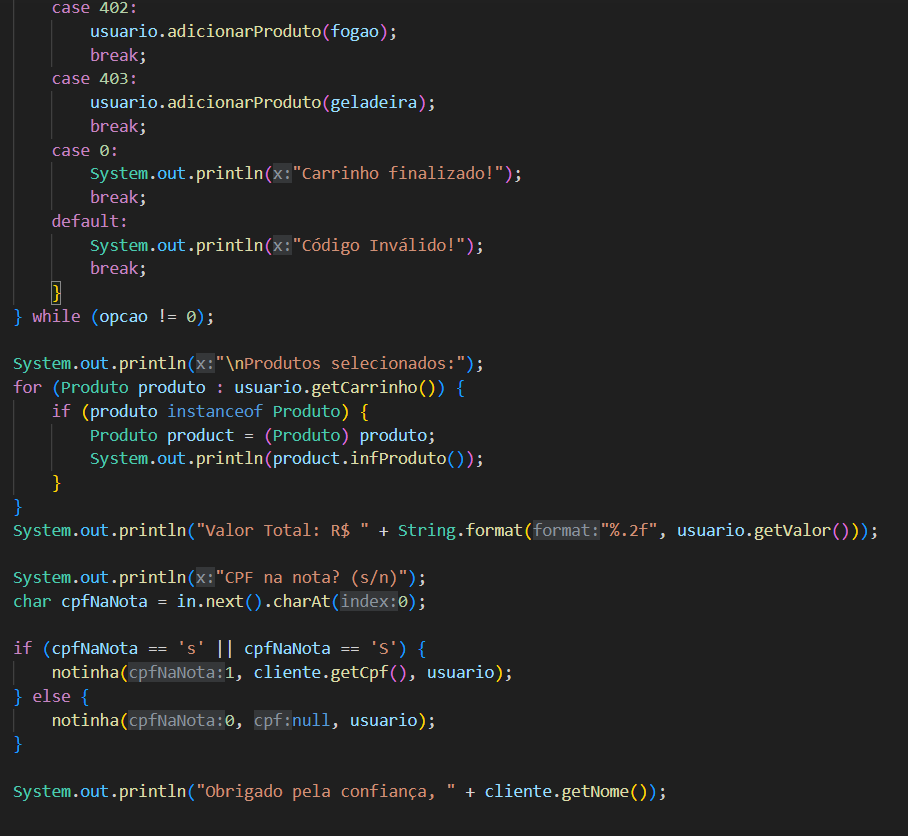 case 402:
usuario.adicionarProduto(fogao);
break;
case 403:
usuario.adicionarProduto(geladeira);
break;
case 0:
System.out.println(x:"Carrinho finalizado!");
break;
default:
System.out.println(x:"Código Inválido!");
break;
}
} while (opcao != 0);
System.out.println(x:"\nProdutos selecionados:");
for (Produto produto : usuario.getCarrinho()) {
if (produto instanceof Produto) {
Produto product = (Produto) produto;
System.out.println(product.infProduto());
}
}
System.out.println("Valor Total: R$ " + String.format(format:"%.2f", usuario.getValor()));
System.out.println(x:"CPF na nota? (s/n)");
char cpfNaNota = in.next().charAt(index:0);
if (cpfNaNota == 's' || cpfNaNota == 'S') {
notinha(cpfNaNota:1, cliente.getCpf(), usuario);
} else {
notinha(cpfNaNota:0, cpf:null, usuario);
}
System.out.println("Obrigado pela confiança, " + cliente.getNome());